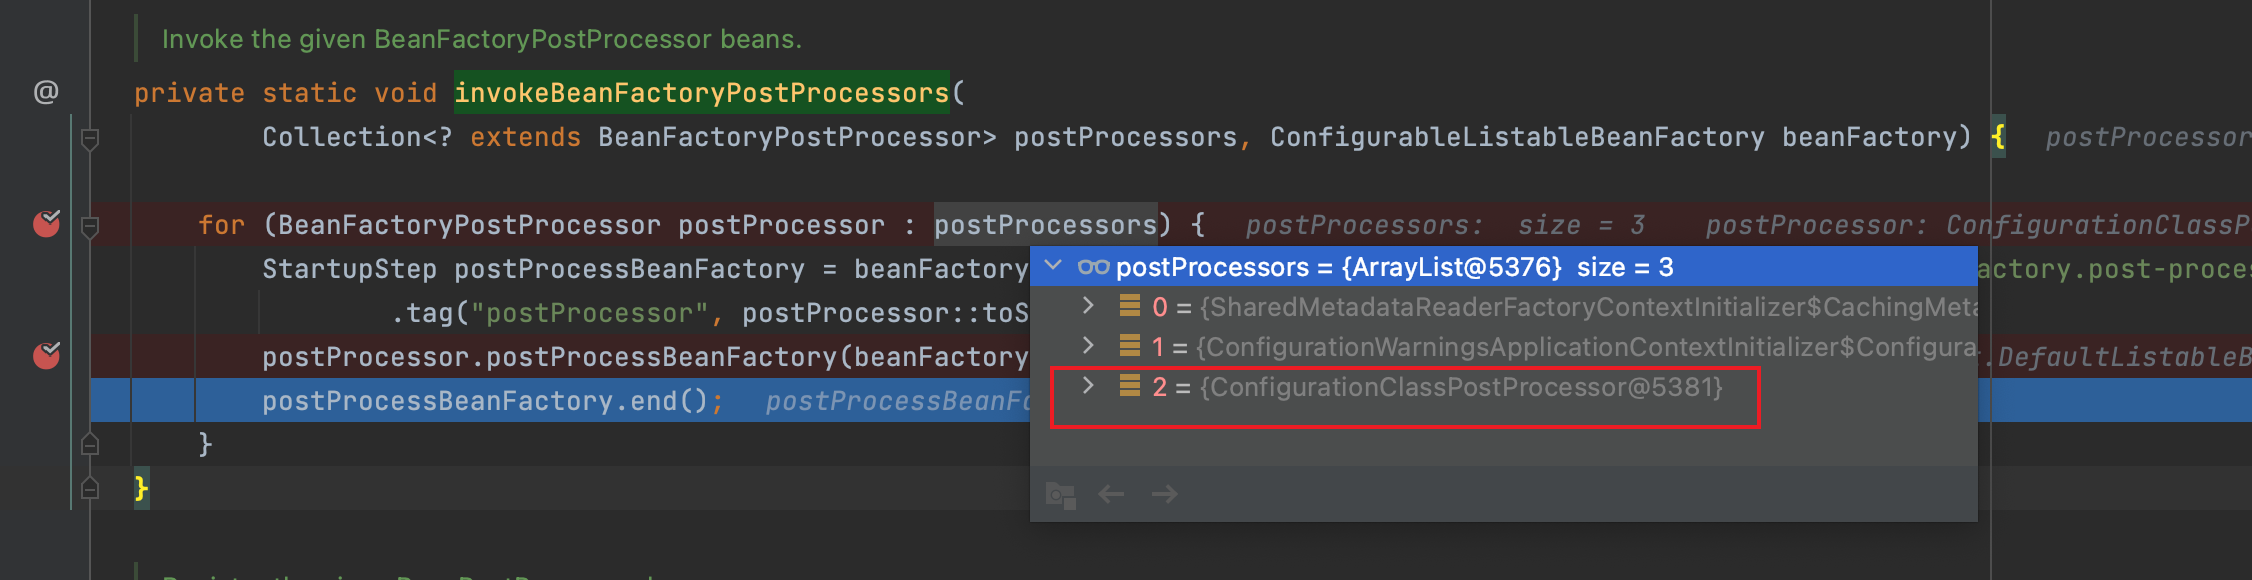 Invoke the given BeanFactoryPostProcessor beans.
@
private static void invokeBeanFactoryPostProcessors(
Collection<? extends BeanFactoryPostProcessor> postProcessors, ConfigurableListableBeanFactory beanFactory) { postProcessor
for (BeanFactoryPostProcessor postProcessor : postProcessors) { postProcessors: size = 3 postProcessor: ConfigurationClassP
StartupStep postProcessBeanFactory = beanFactory
actory.post-proces
postProcessors = {ArrayList@5376} size = 3
0 = {SharedMetadataReaderFactoryContextInitializer$CachingMeta
.tag("postProcessor", postProcessor::toS
1 = {ConfigurationWarningsApplicationContextInitializer$Configura
postProcessor.postProcessBeanFactory(beanFactory
.DefaultListableB
2 = {ConfigurationClassPostProcessor@5381}
postProcessBeanFactory.end(); postProcessBeanFa
}
}